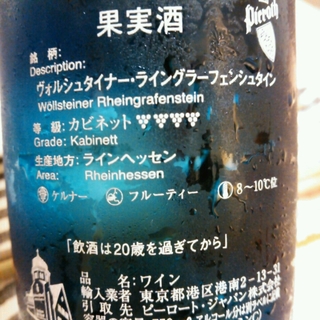 果実酒
Pieroth
銘 柄:
Description:
ヴォルシュタイナー・ライングラーフェンシュタイン
Wöllsteiner Rheingrafenstein
等 級: カビネット
Grade: Kabinett
生産地方: ラインヘッセン
Area: Rheinhessen
ケルナー フルーティー 8～10℃位
「飲酒は20歳を過ぎてから」
品名: ワイン
輸入業者 東京都港区港南2-13-31
引 取 先 ピーロート・ジャパン株式会社